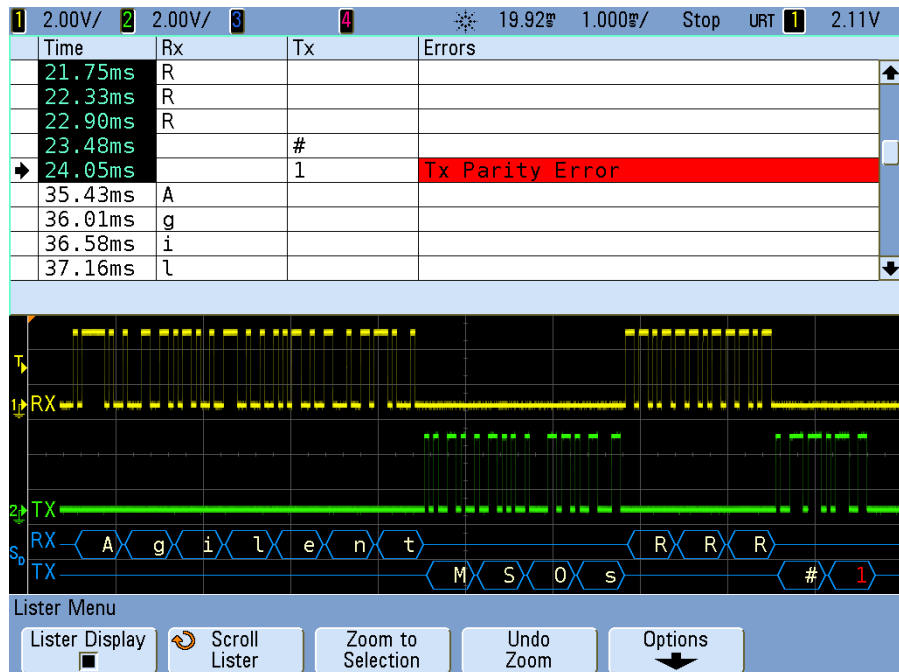 1 2.00V/ 2 2.00V/ 3 4 19.92ms 1.000ms/ Stop URT 1 2.11V
Time Rx Tx Errors
21.75ms R
22.33ms R
22.90ms R
23.48ms #
24.05ms 1 Tx Parity Error
35.43ms A
36.01ms g
36.58ms i
37.16ms l
T
1 RX
2 TX
SD RX A g i l e n t R R R
TX M S O s # 1
Lister Menu
Lister Display Scroll Lister Zoom to Selection Undo Zoom Options